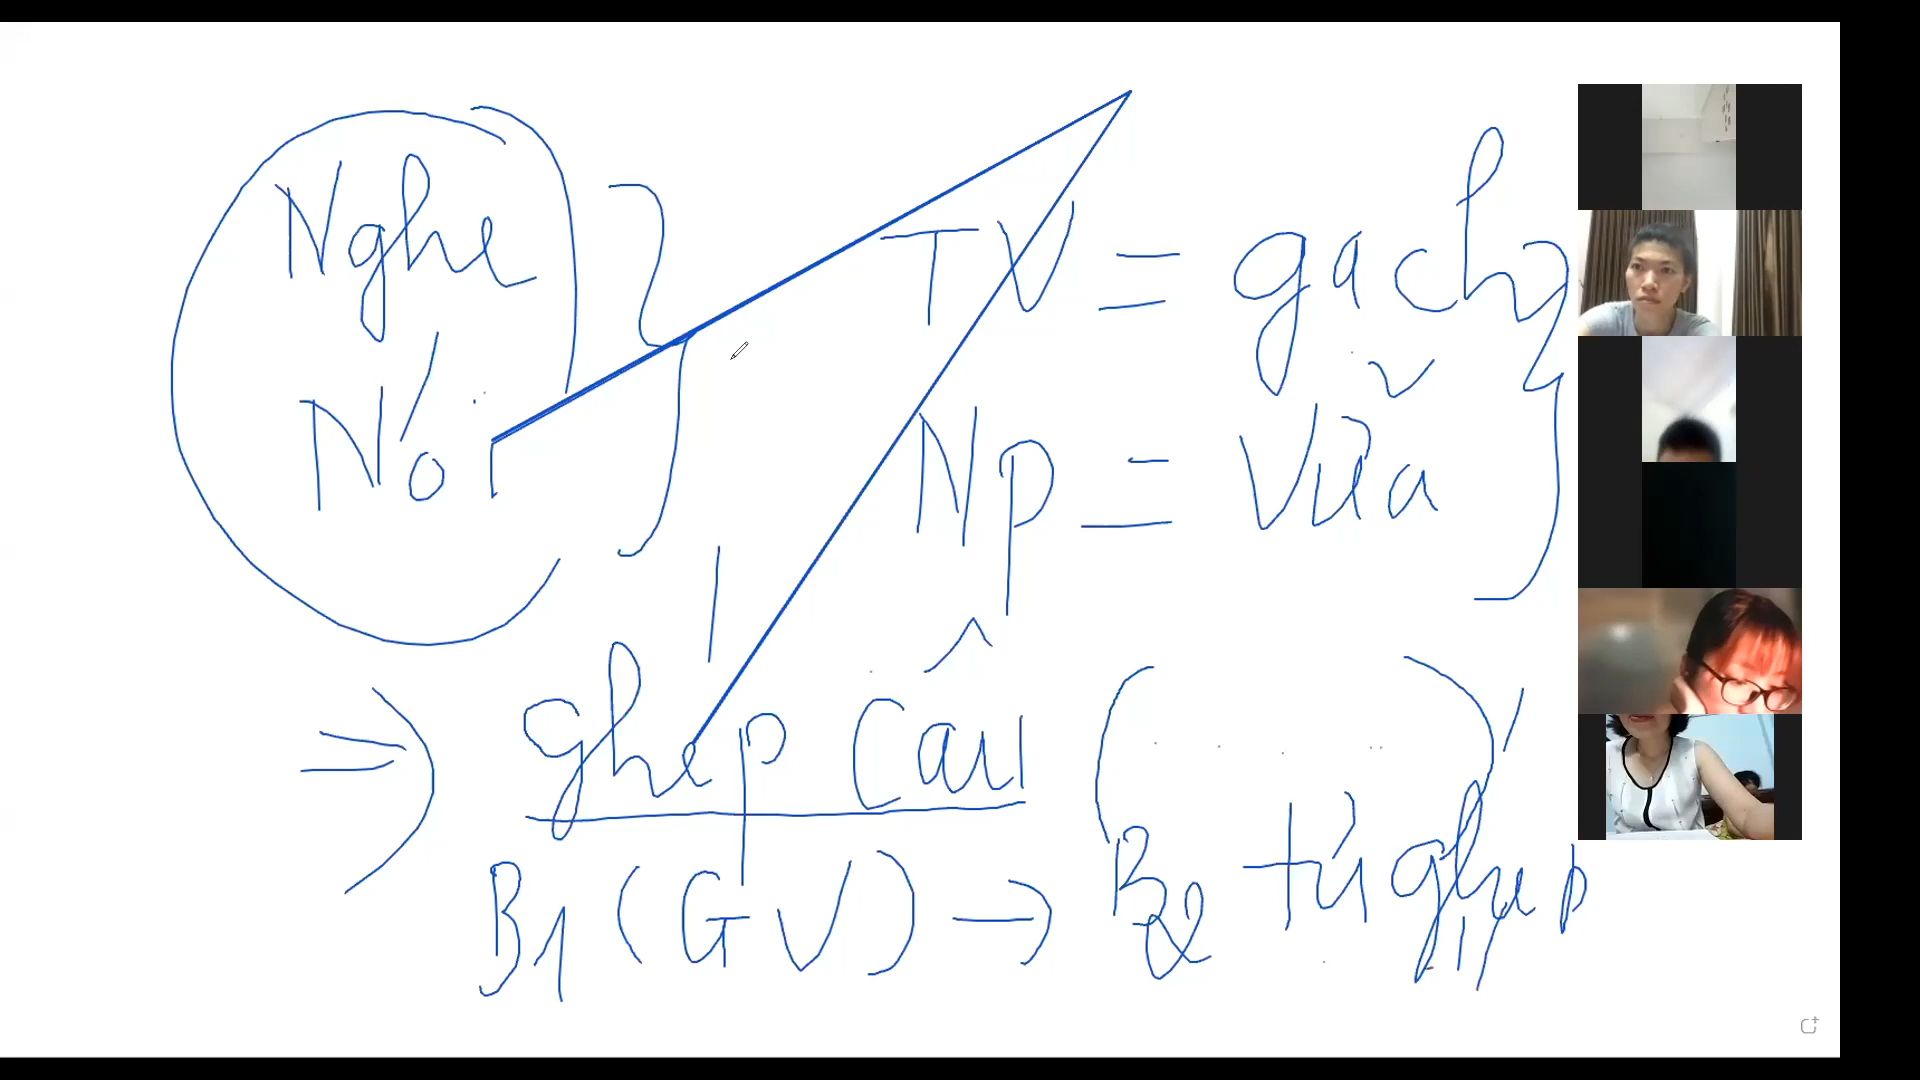 Nghe
Nói
TV = gạch
Np = Vữa
=> ghép Câu ( )
B1 (GV) → B2 tự ghép